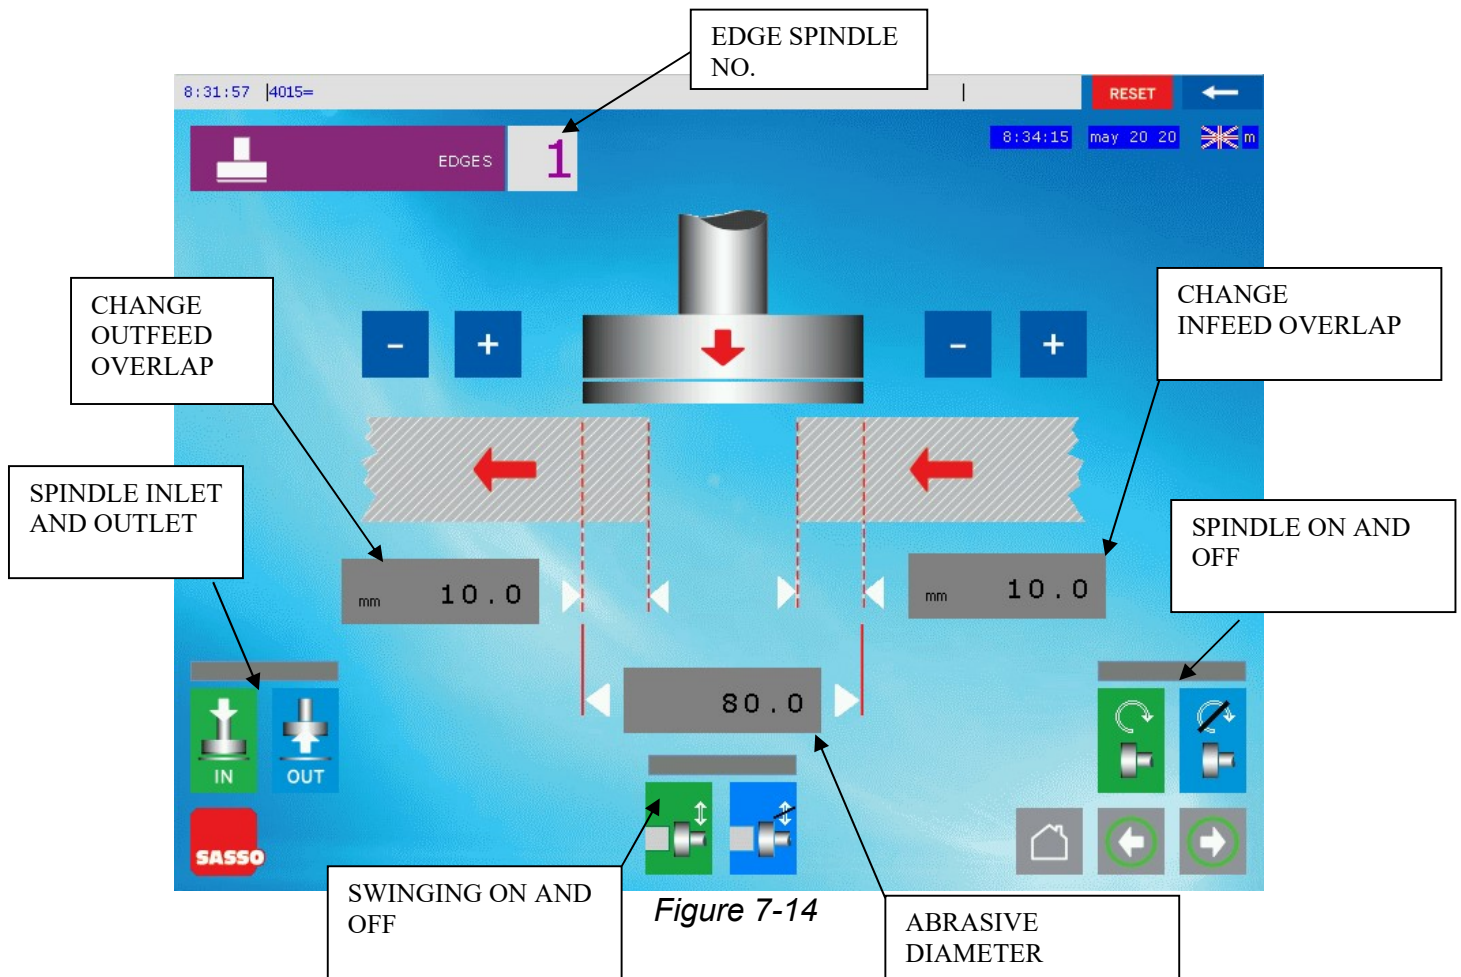 EDGE SPINDLE
NO.
8:31:57 |4015=
RESET
8:34:15 may 20 20 m
EDGES 1
CHANGE
OUTFEED
OVERLAP
CHANGE
INFEED OVERLAP
- +
- +
SPINDLE INLET
AND OUTLET
SPINDLE ON AND
OFF
mm 10.0
mm 10.0
80.0
IN OUT
SASSO
SWINGING ON AND
OFF
Figure 7-14
ABRASIVE
DIAMETER